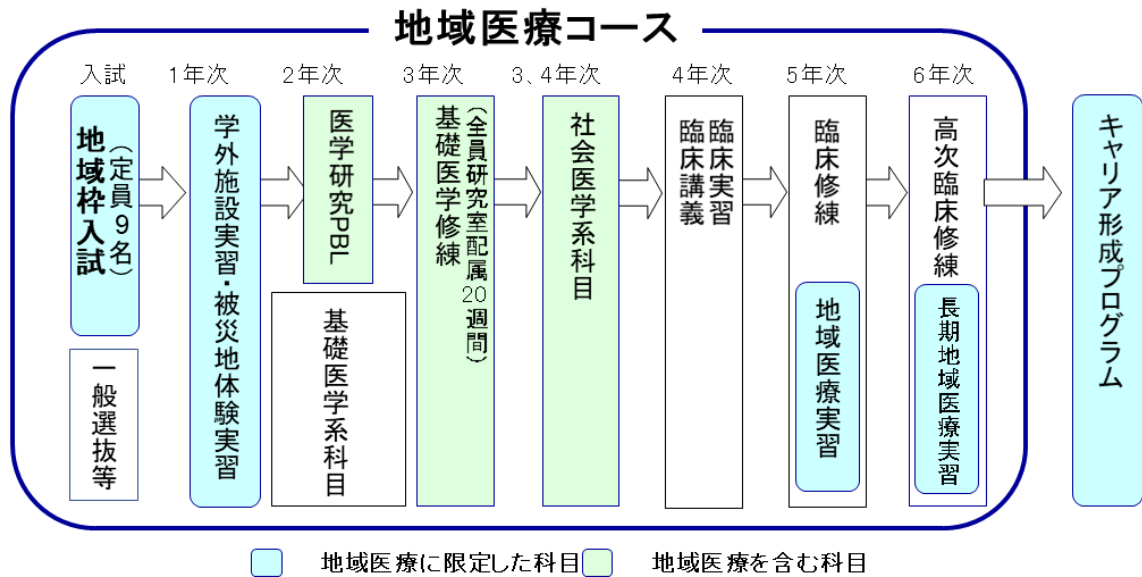 地域医療コース
入試
1年次
2年次
3年次
3、4年次
4年次
5年次
6年次
地域枠入試
（定員9名）
一般選抜等
学外施設実習・被災地体験実習
医学研究PBL
基礎医学系科目
（全員研究室配属20週間）
基礎医学修練
社会医学系科目
臨床実習
臨床講義
臨床修練
地域医療実習
高次臨床修練
長期地域医療実習
キャリア形成プログラム
地域医療に限定した科目
地域医療を含む科目